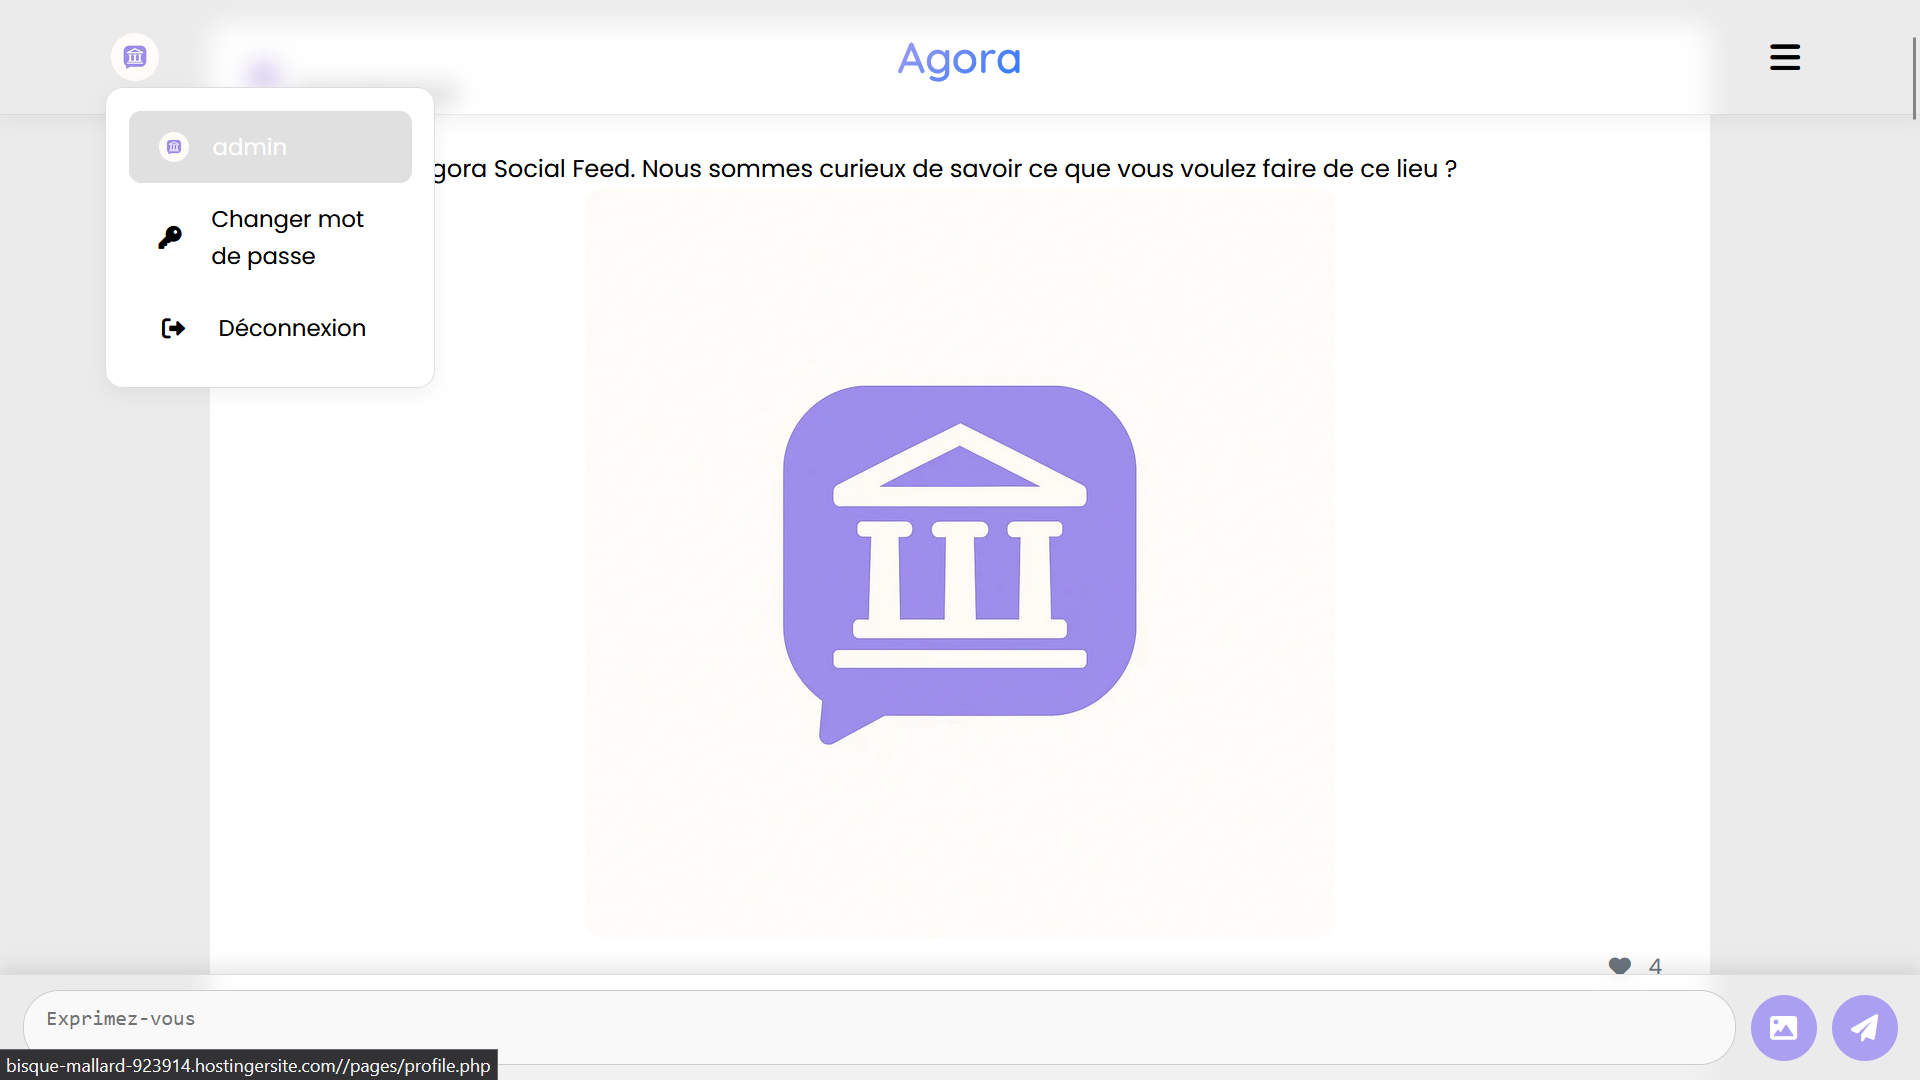 Agora
admin
gora Social Feed. Nous sommes curieux de savoir ce que vous voulez faire de ce lieu ?
Changer mot
de passe
Déconnexion
4
Exprimez-vous
bisque-mallard-923914.hostingersite.com//pages/profile.php